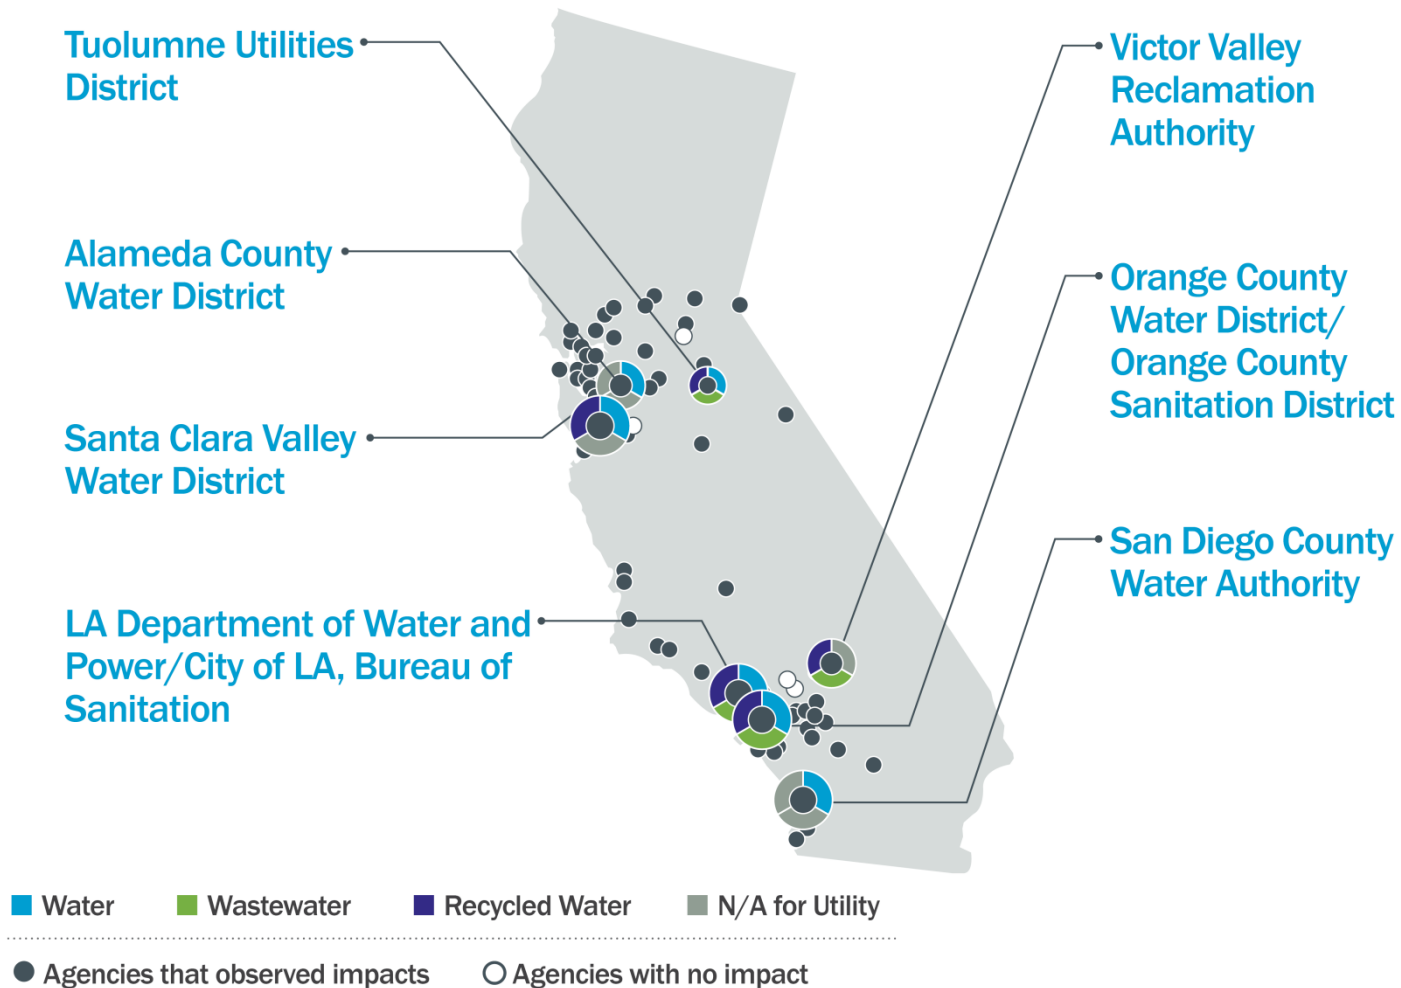 Tuolumne Utilities
District
Alameda County
Water District
Santa Clara Valley
Water District
LA Department of Water and
Power/City of LA, Bureau of
Sanitation
Victor Valley
Reclamation
Authority
Orange County
Water District/
Orange County
Sanitation District
San Diego County
Water Authority
Water
Wastewater
Recycled Water
N/A for Utility
Agencies that observed impacts
Agencies with no impact